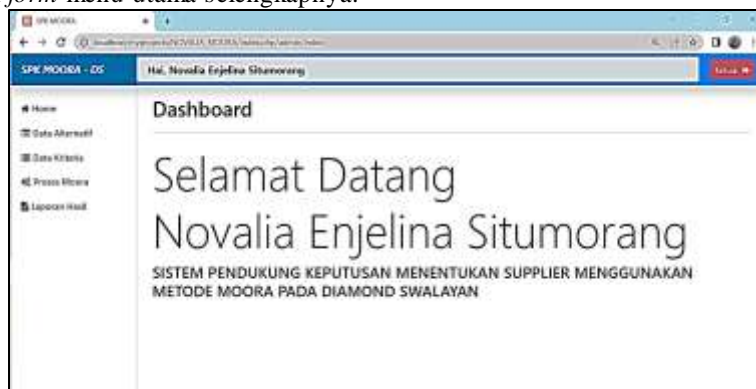 form menu utama selengkapnya.
SPK MOORA
SPK MOORA - DS
Hai, Novalia Enjelina Situmorang
Home
Dashboard
Data Alternatif
Data Kriteria
Proses Moora
Laporan Hasil
Selamat Datang
Novalia Enjelina Situmorang
SISTEM PENDUKUNG KEPUTUSAN MENENTUKAN SUPPLIER MENGGUNAKAN
METODE MOORA PADA DIAMOND SWALAYAN